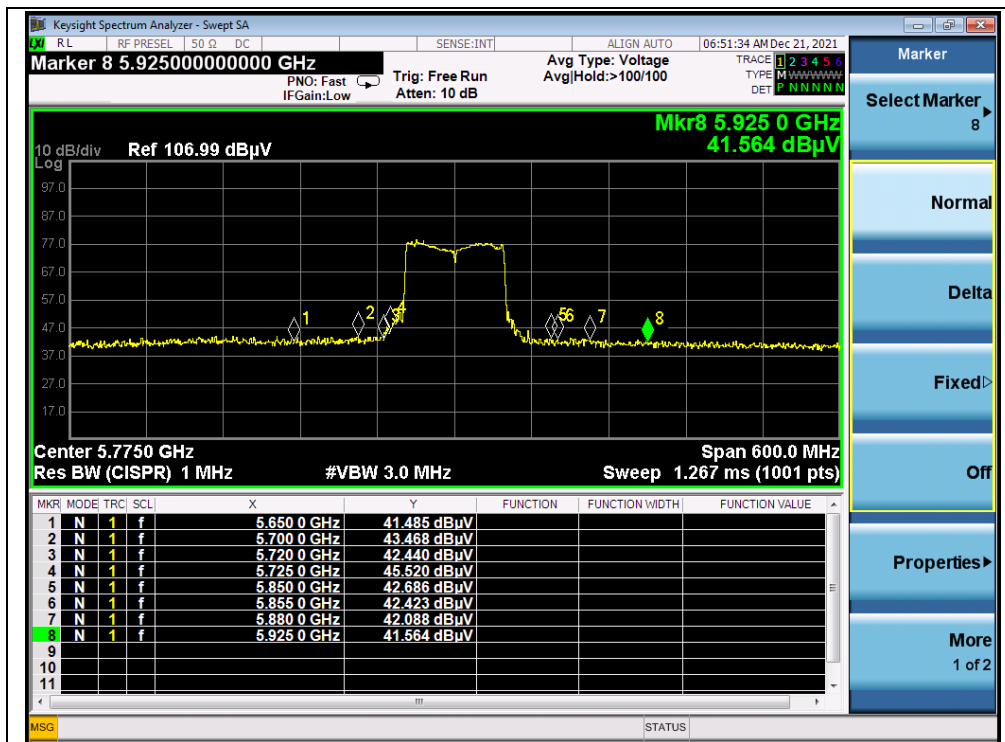 Keysight Spectrum Analyzer - Swept SA
LXI RL RF PRESEL 50 Ω DC SENSE:INT ALIGN AUTO 06:51:34 AM Dec 21, 2021
Marker 8 5.925000000000 GHz
PNO: Fast
IFGain:Low
Trig: Free Run
Atten: 10 dB
Avg Type: Voltage
Avg|Hold:>100/100
TRACE 1 2 3 4 5 6
TYPE M WWWWW
DET P N N N N N
Mkr8 5.925 0 GHz
41.564 dBµV
10 dB/div Ref 106.99 dBµV
Log
97.0
87.0
77.0
67.0
57.0
47.0
37.0
27.0
17.0
1 2 3 4 5 6 7 8
Center 5.7750 GHz Span 600.0 MHz
Res BW (CISPR) 1 MHz #VBW 3.0 MHz Sweep 1.267 ms (1001 pts)
MKR MODE TRC SCL X Y FUNCTION FUNCTION WIDTH FUNCTION VALUE
1 N 1 f 5.650 0 GHz 41.485 dBµV
2 N 1 f 5.700 0 GHz 43.468 dBµV
3 N 1 f 5.720 0 GHz 42.440 dBµV
4 N 1 f 5.725 0 GHz 45.520 dBµV
5 N 1 f 5.850 0 GHz 42.686 dBµV
6 N 1 f 5.855 0 GHz 42.423 dBµV
7 N 1 f 5.880 0 GHz 42.088 dBµV
8 N 1 f 5.925 0 GHz 41.564 dBµV
9
10
11
MSG STATUS
Marker
Select Marker
8
Normal
Delta
Fixed
Off
Properties
More
1 of 2